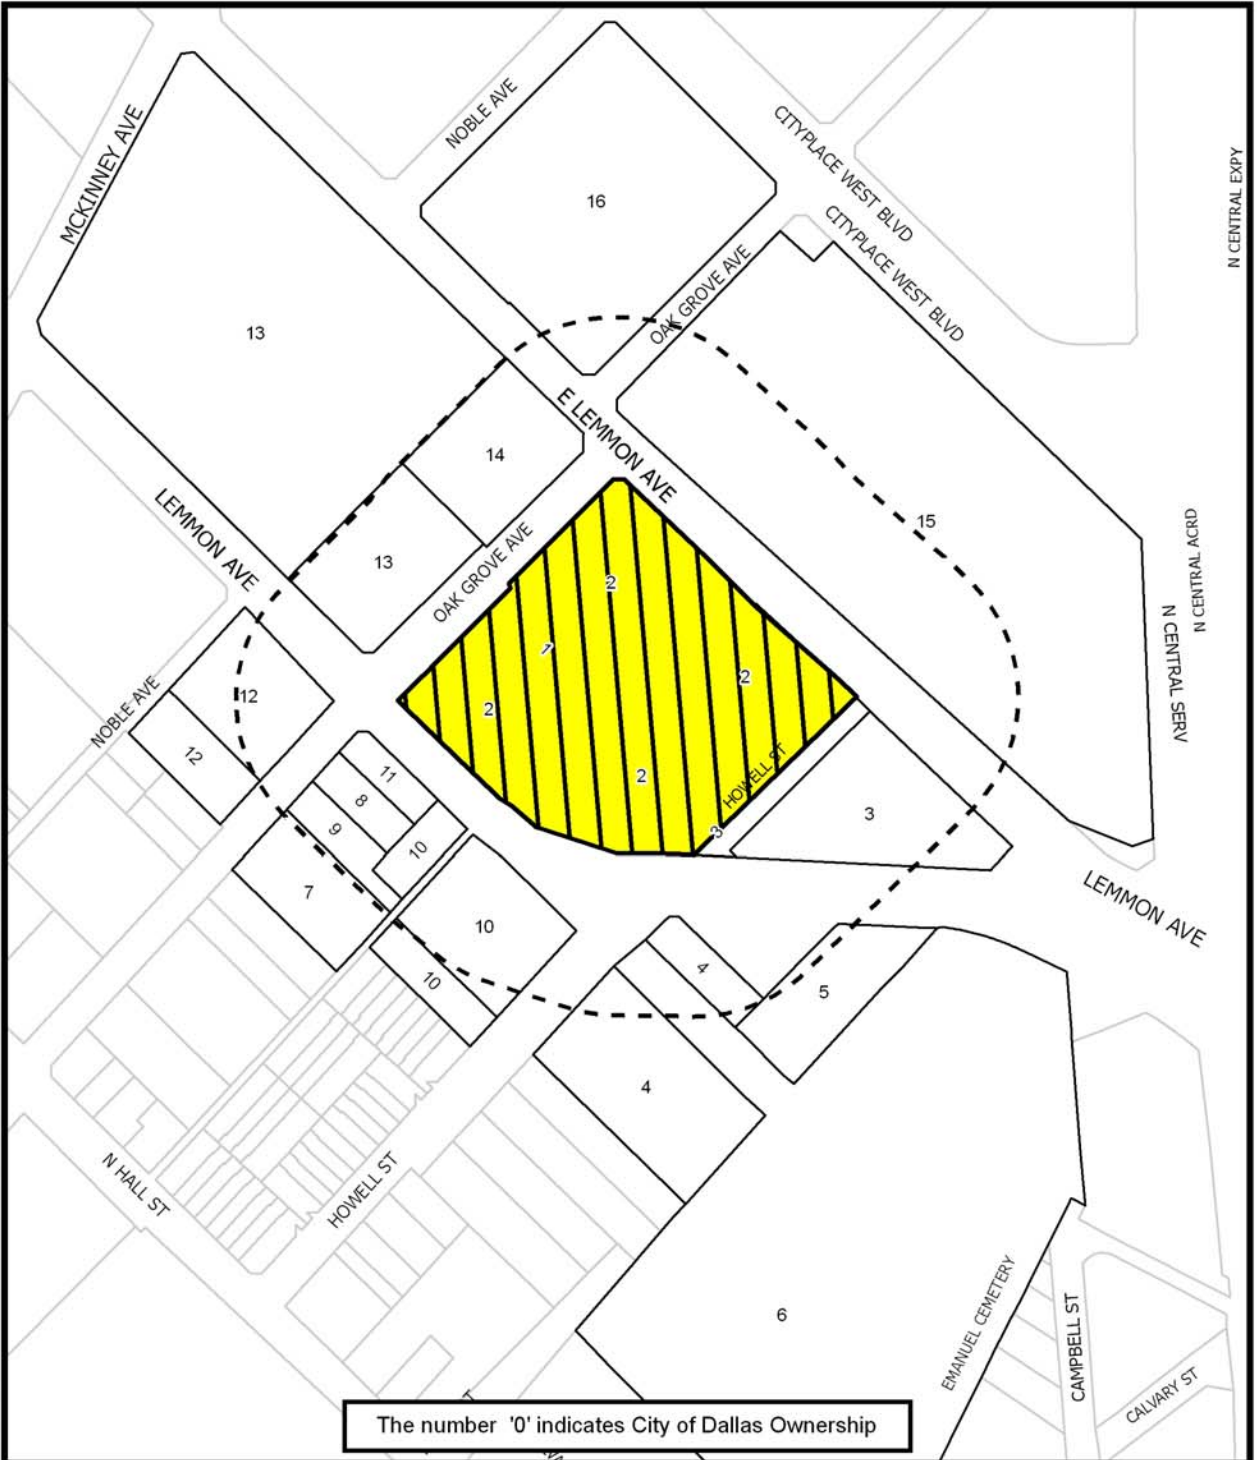 NOBLE AVE
MCKINNEY AVE
CITYPLACE WEST BLVD
N CENTRAL EXPY
16
CITYPLACE WEST BLVD
OAK GROVE AVE
13
E LEMMON AVE
14
15
LEMMON AVE
13
OAK GROVE AVE
N CENTRAL ACRD
N CENTRAL SERV
2
1
2
2
12
NOBLE AVE
12
11
2
HOWELL ST
8
9
3
3
10
7
10
LEMMON AVE
4
10
5
4
N HALL ST
HOWELL ST
6
EMANUEL CEMETERY
CAMPBELL ST
CALVARY ST
The number '0' indicates City of Dallas Ownership